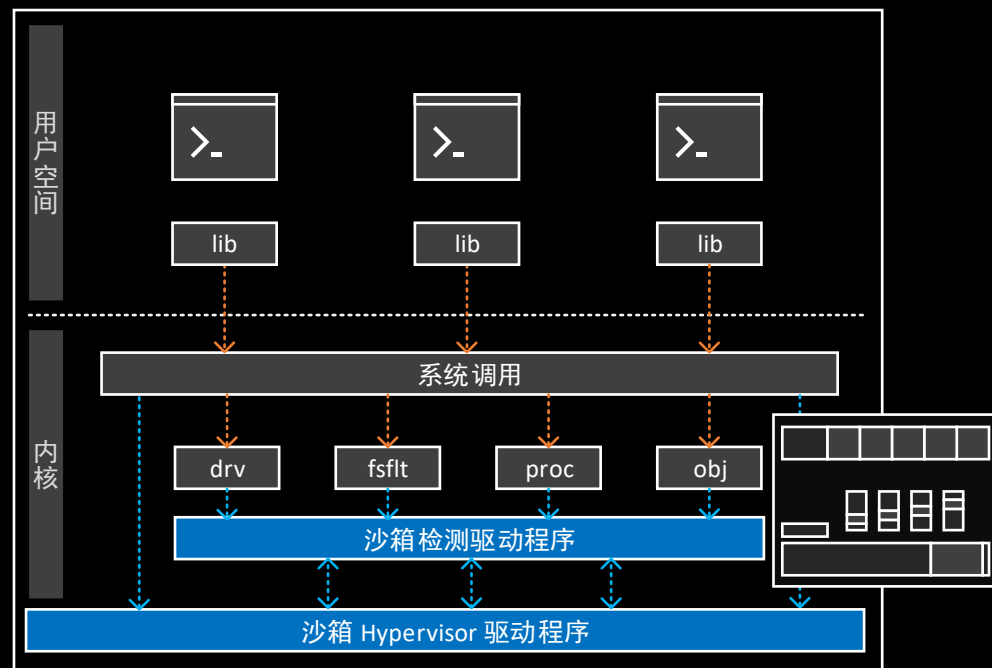 用户空间
>_
>_
>_
lib
lib
lib
内核
系统调用
drv
fsflt
proc
obj
沙箱检测驱动程序
沙箱 Hypervisor 驱动程序